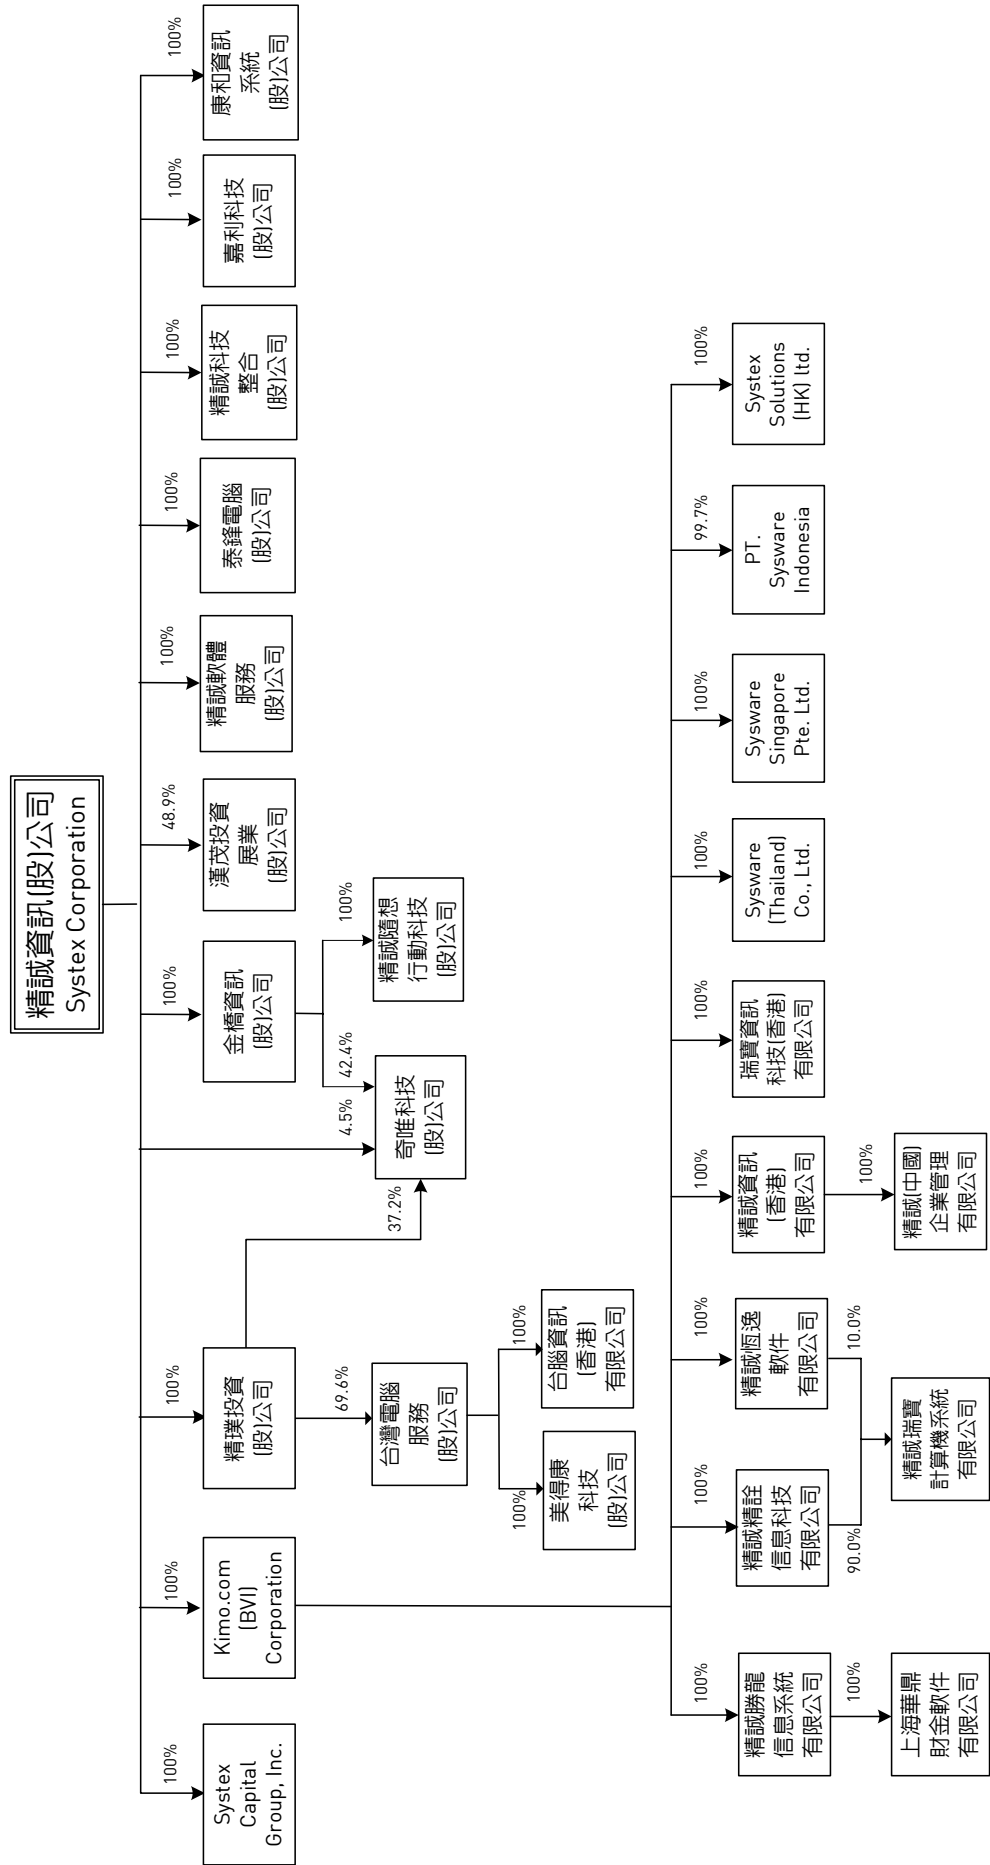 精誠資訊(股)公司
Systex Corporation
100%
Systex
Capital
Group, Inc.
100%
Kimo.com
(BVI)
Corporation
100%
精璞投資
(股)公司
100%
金橋資訊
(股)公司
48.9%
漢茂投資
展業
(股)公司
100%
精誠軟體
服務
(股)公司
100%
泰鋒電腦
(股)公司
100%
精誠科技
整合
(股)公司
100%
嘉利科技
(股)公司
100%
康和資訊
系統
(股)公司
69.6%
台灣電腦
服務
(股)公司
37.2%
4.5%
42.4%
奇唯科技
(股)公司
100%
精誠隨想
行動科技
(股)公司
100%
美得康
科技
(股)公司
100%
台腦資訊
(香港)
有限公司
100%
精誠勝龍
信息系統
有限公司
100%
精誠精詮
信息科技
有限公司
100%
精誠恆逸
軟件
有限公司
100%
精誠資訊
(香港)
有限公司
100%
瑞寶資訊
科技(香港)
有限公司
100%
Sysware
(Thailand)
Co., Ltd.
100%
Sysware
Singapore
Pte. Ltd.
99.7%
PT.
Sysware
Indonesia
100%
Systex
Solutions
(HK) ltd.
100%
上海華鼎
財金軟件
有限公司
90.0%
10.0%
精誠瑞寶
計算機系統
有限公司
100%
精誠(中國)
企業管理
有限公司